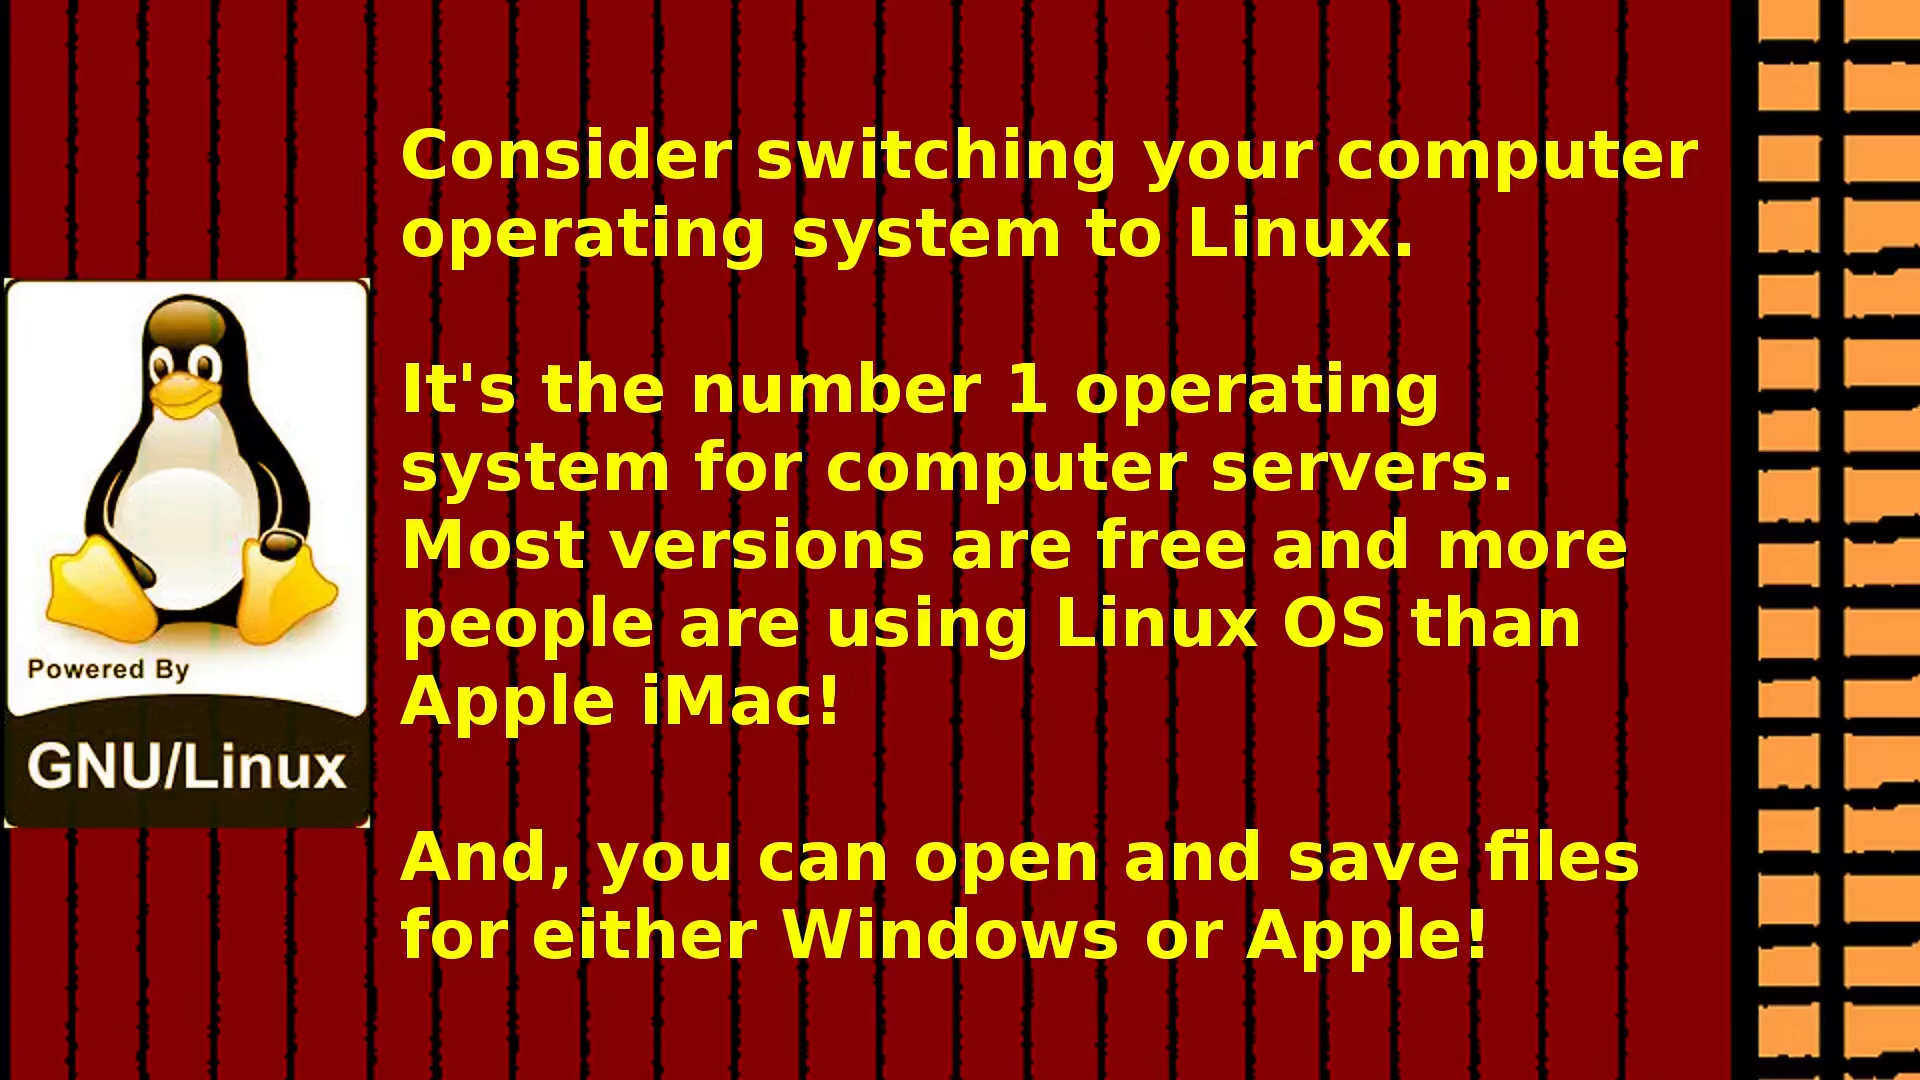 Consider switching your computer
operating system to Linux.
It's the number 1 operating
system for computer servers.
Most versions are free and more
people are using Linux OS than
Apple iMac!
And, you can open and save files
for either Windows or Apple!
Powered By
GNU/Linux